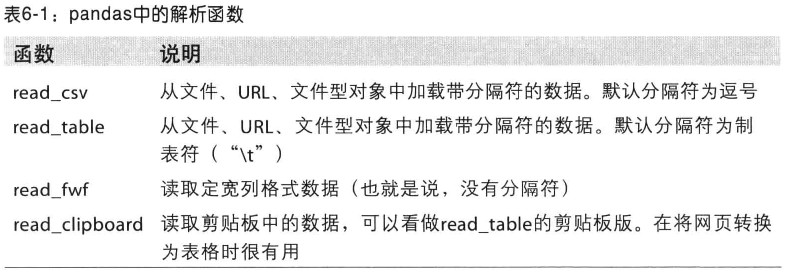 表6-1：pandas中的解析函数
函数 说明
read_csv 从文件、URL、文件型对象中加载带分隔符的数据。默认分隔符为逗号
read_table 从文件、URL、文件型对象中加载带分隔符的数据。默认分隔符为制
表符（“\t”）
read_fwf 读取定宽列格式数据（也就是说，没有分隔符）
read_clipboard 读取剪贴板中的数据，可以看做read_table的剪贴板版。在将网页转换
为表格时很有用